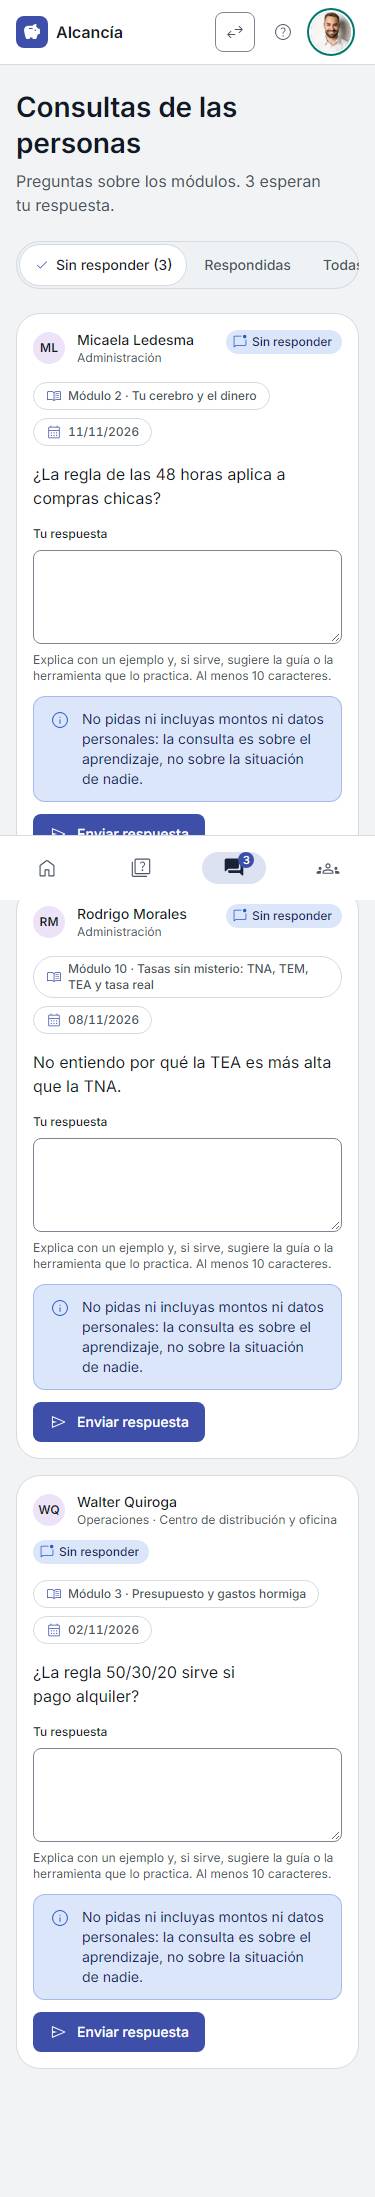 Alcancía
Consultas de las
personas
Preguntas sobre los módulos. 3 esperan
tu respuesta.
Sin responder (3)
Respondidas
Todas
ML
Micaela Ledesma
Administración
Sin responder
Módulo 2 · Tu cerebro y el dinero
11/11/2026
¿La regla de las 48 horas aplica a
compras chicas?
Tu respuesta
Explica con un ejemplo y, si sirve, sugiere la guía o la
herramienta que lo practica. Al menos 10 caracteres.
No pidas ni incluyas montos ni datos
personales: la consulta es sobre el
aprendizaje, no sobre la situación
de nadie.
Enviar respuesta
3
RM
Rodrigo Morales
Administración
Sin responder
Módulo 10 · Tasas sin misterio: TNA, TEM,
TEA y tasa real
08/11/2026
No entiendo por qué la TEA es más alta
que la TNA.
Tu respuesta
Explica con un ejemplo y, si sirve, sugiere la guía o la
herramienta que lo practica. Al menos 10 caracteres.
No pidas ni incluyas montos ni datos
personales: la consulta es sobre el
aprendizaje, no sobre la situación
de nadie.
Enviar respuesta
WQ
Walter Quiroga
Operaciones · Centro de distribución y oficina
Sin responder
Módulo 3 · Presupuesto y gastos hormiga
02/11/2026
¿La regla 50/30/20 sirve si
pago alquiler?
Tu respuesta
Explica con un ejemplo y, si sirve, sugiere la guía o la
herramienta que lo practica. Al menos 10 caracteres.
No pidas ni incluyas montos ni datos
personales: la consulta es sobre el
aprendizaje, no sobre la situación
de nadie.
Enviar respuesta